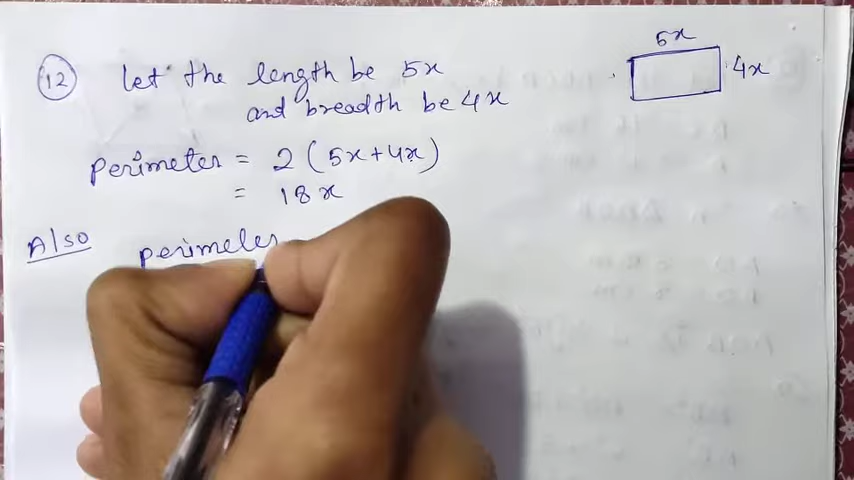 12 Let the length be 5x
and breadth be 4x
perimeter = 2 (5x+4x)
= 18x
Also perimeter
5x
4x